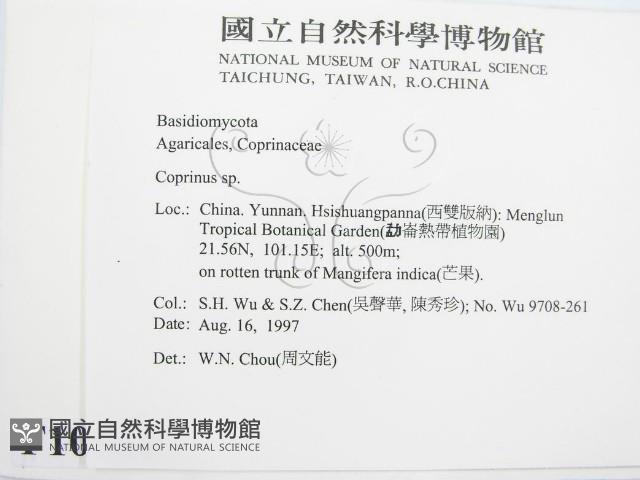 國立自然科學博物館
NATIONAL MUSEUM OF NATURAL SCIENCE
TAICHUNG, TAIWAN, R.O.CHINA
Basidiomycota
Agaricales, Coprinaceae
Coprinus sp.
Loc.: China. Yunnan. Hsishuangpanna(西雙版納): Menglun
Tropical Botanical Garden(勐崙熱帶植物園)
21.56N, 101.15E; alt. 500m;
on rotten trunk of Mangifera indica(芒果).
Col.: S.H. Wu & S.Z. Chen(吳聲華, 陳秀珍); No. Wu 9708-261
Date: Aug. 16, 1997
Det.: W.N. Chou(周文能)
國立自然科學博物館
NATIONAL MUSEUM OF NATURAL SCIENCE